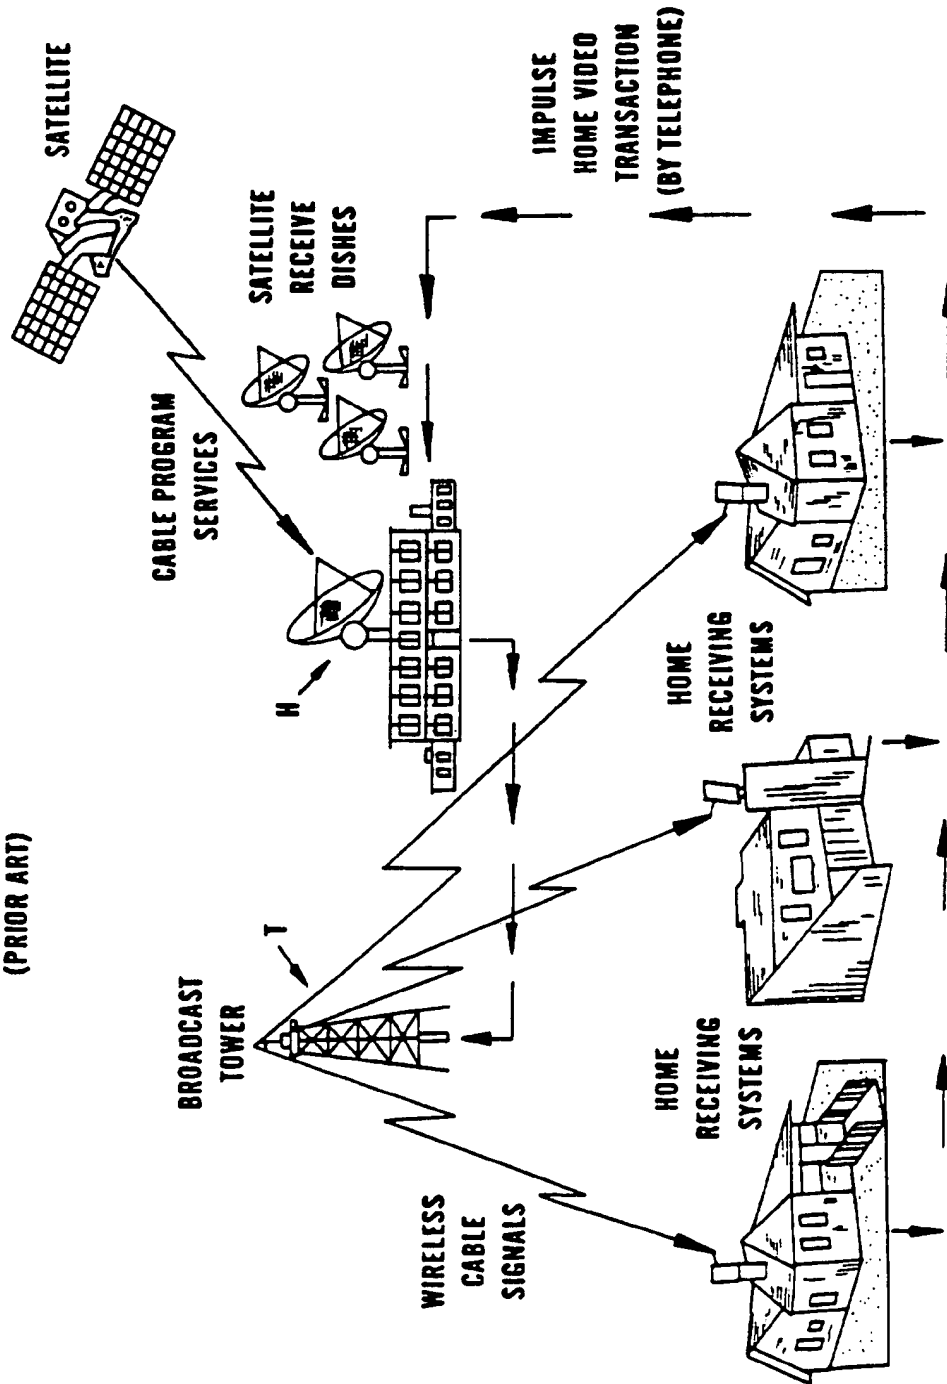 (PRIOR ART)
SATELLITE
CABLE PROGRAM
SERVICES
SATELLITE
RECEIVE
DISHES
BROADCAST
TOWER
T
H
IMPULSE
HOME VIDEO
TRANSACTION
(BY TELEPHONE)
WIRELESS
CABLE
SIGNALS
HOME
RECEIVING
SYSTEMS
HOME
RECEIVING
SYSTEMS